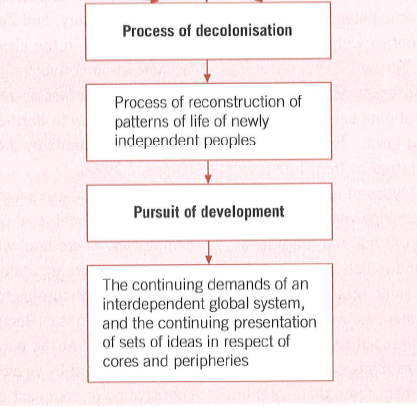 Process of decolonisation
Process of reconstruction of
patterns of life of newly
independent peoples
Pursuit of development
The continuing demands of an
interdependent global system,
and the continuing presentation
of sets of ideas in respect of
cores and peripheries